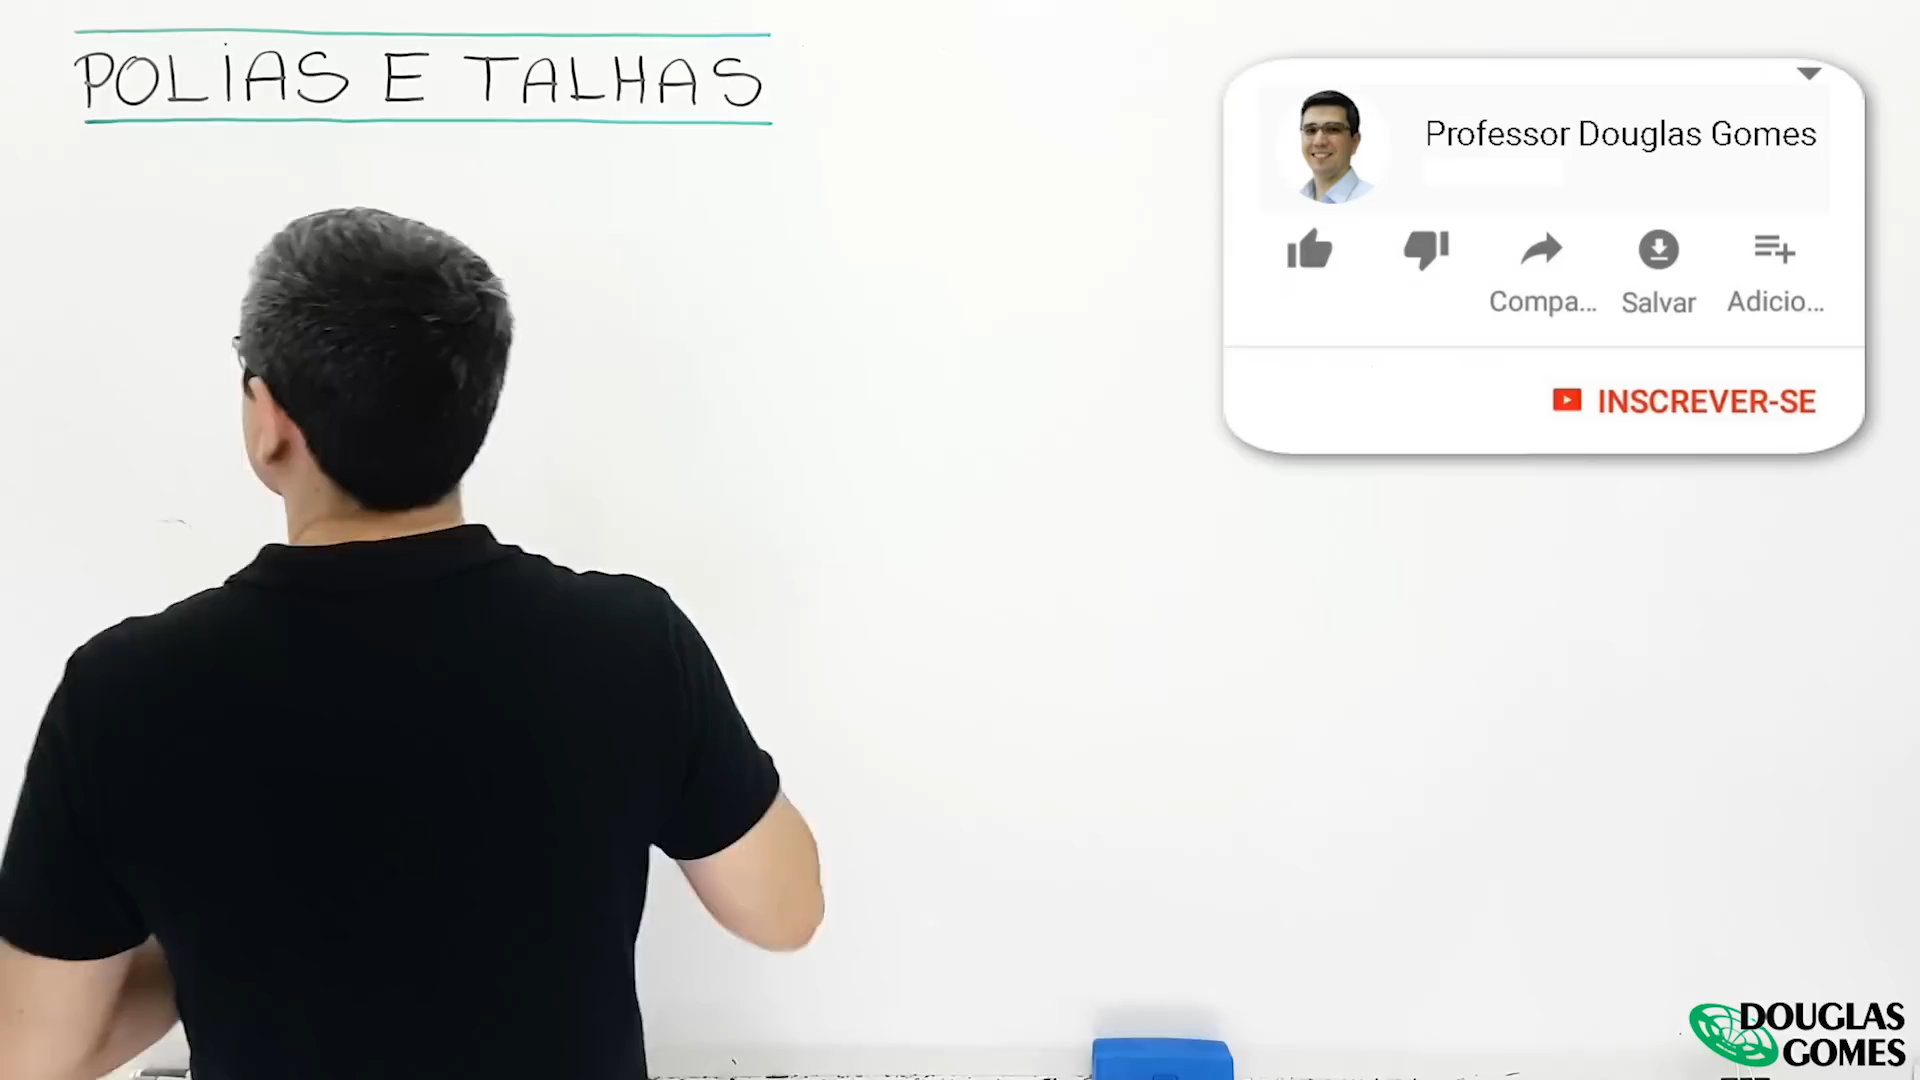 POLIAS E TALHAS
Professor Douglas Gomes
Compa...
Salvar
Adicio...
INSCREVER-SE
DOUGLAS
GOMES